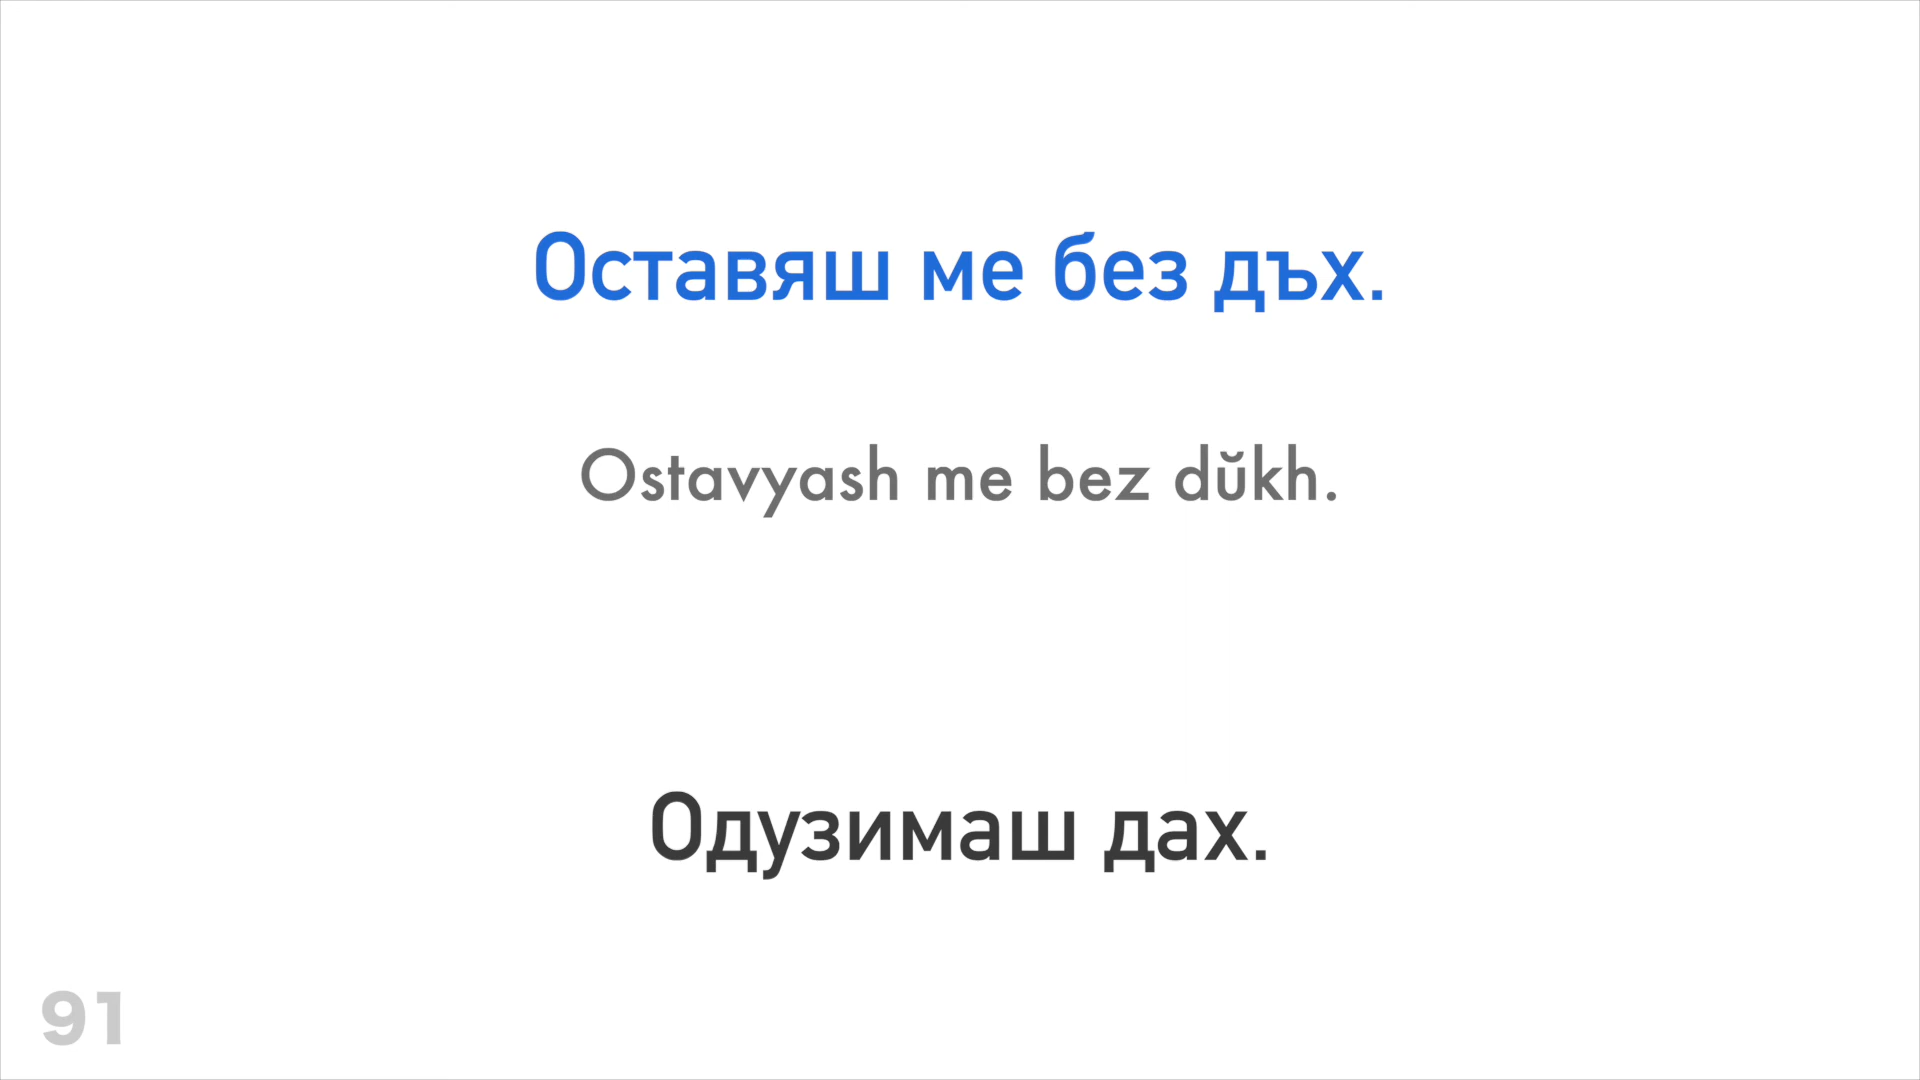 Оставяш ме без дъх.
Ostavyash me bez dŭkh.
Одузимаш дах.
91